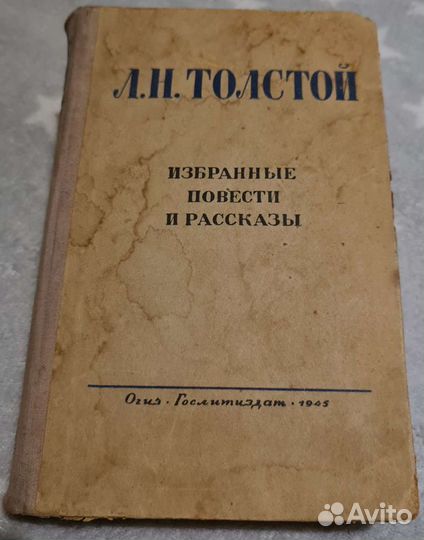 Л.Н.ТОЛСТОЙ
ИЗБРАННЫЕ
ПОВЕСТИ
И РАССКАЗЫ
Огиз · Гослитиздат · 1945
Avito